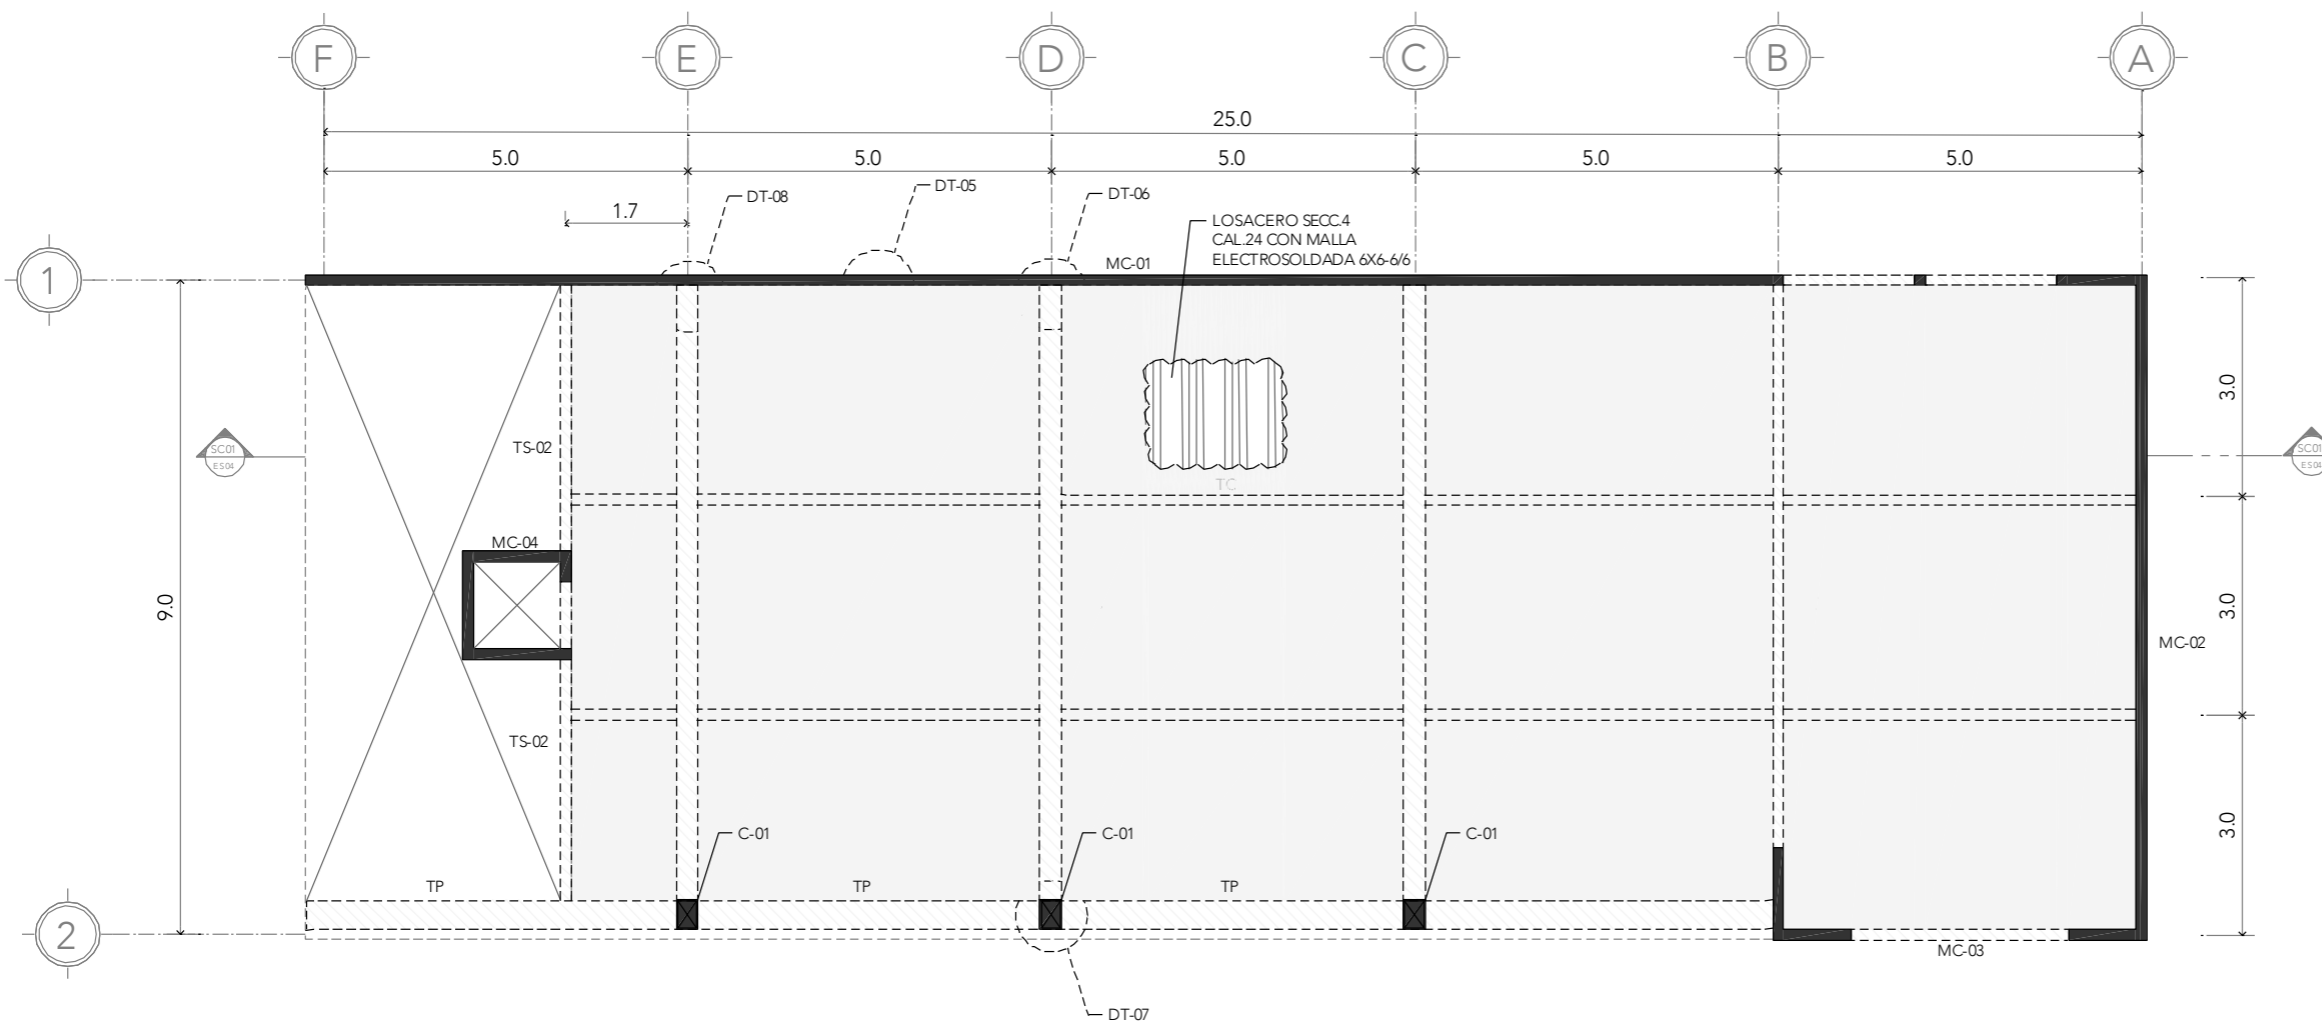 F
E
D
C
B
A
25.0
5.0
5.0
5.0
5.0
5.0
1.7
DT-08
DT-05
DT-06
LOSACERO SECC.4
CAL.24 CON MALLA
ELECTROSOLDADA 6X6-6/6
MC-01
1
3.0
TS-02
SC01
ES04
SC01
ES04
TC
MC-04
9.0
3.0
MC-02
TS-02
3.0
C-01
C-01
C-01
TP
TP
TP
2
MC-03
DT-07